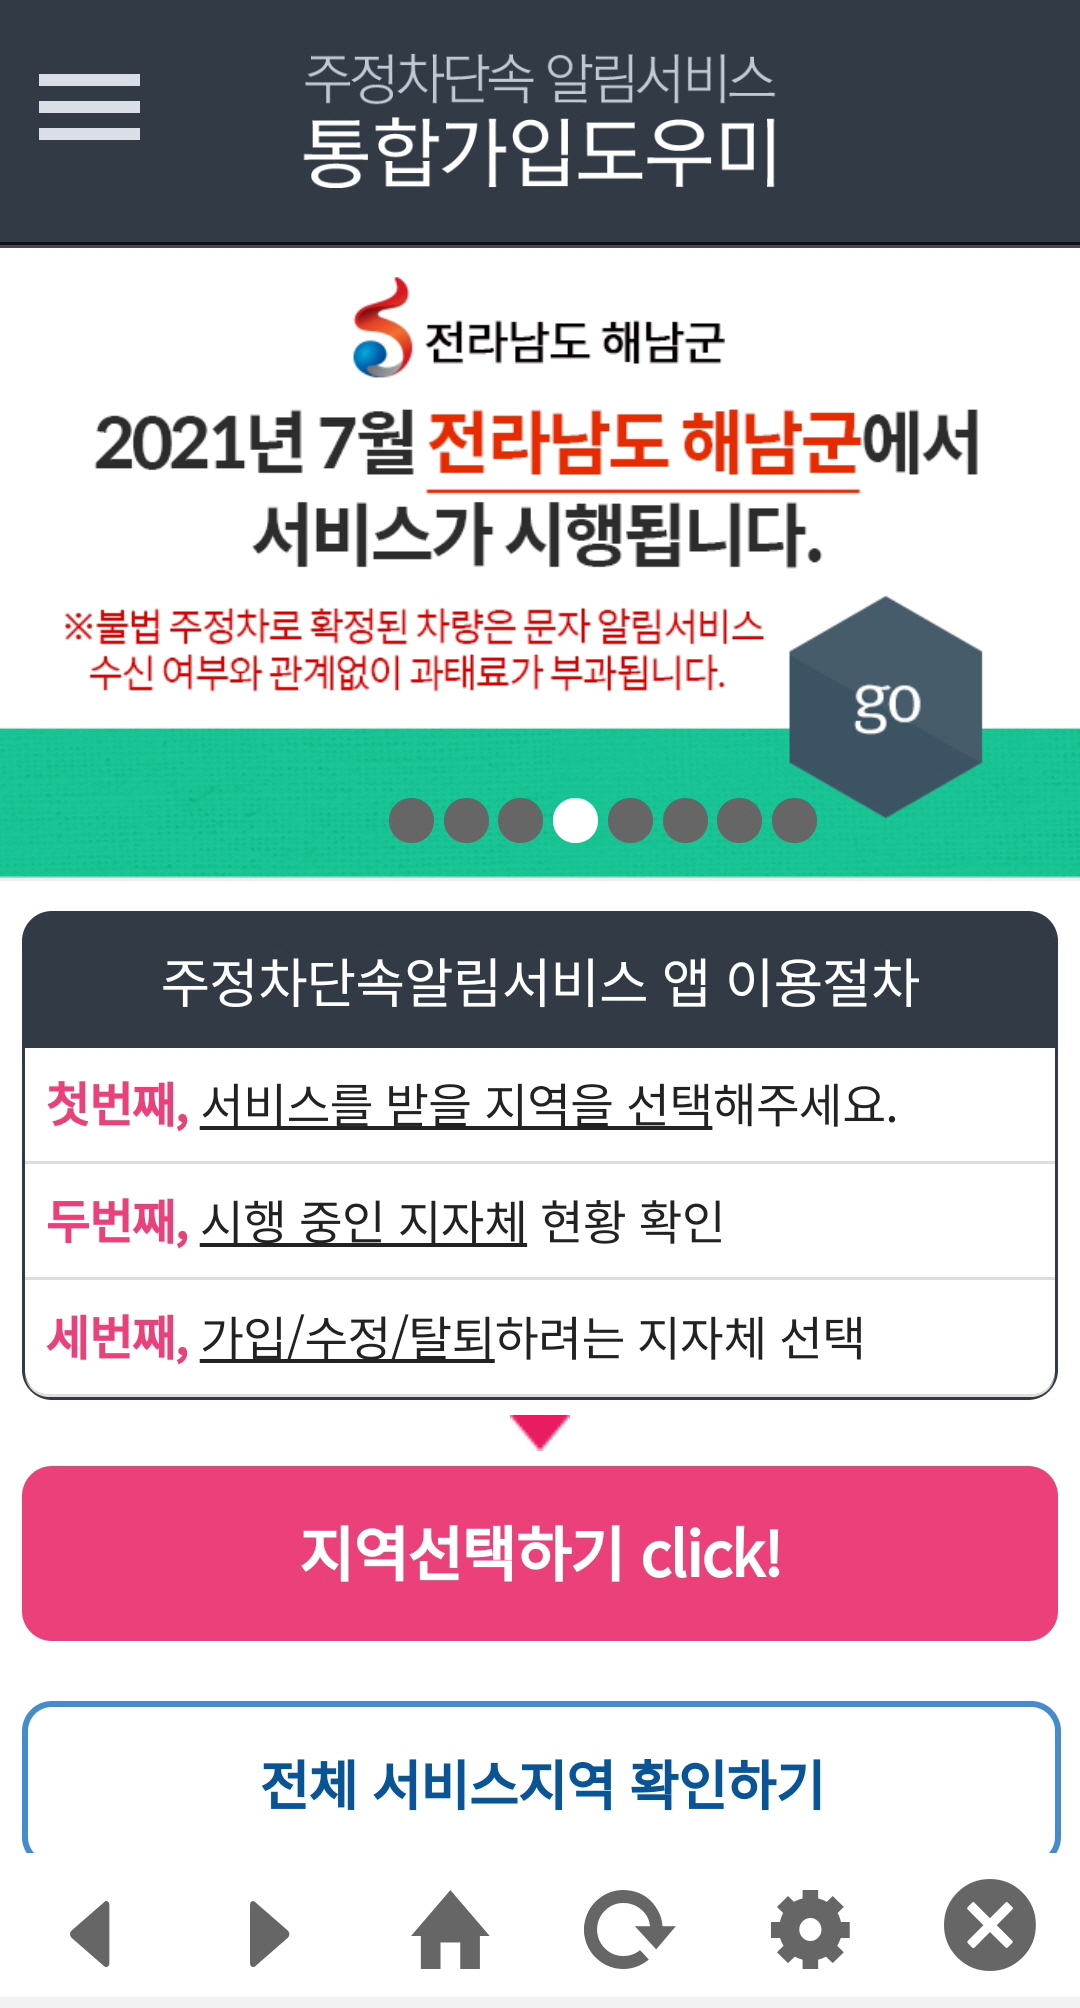 주정차단속 알림서비스
통합가입도우미
전라남도 해남군
2021년 7월 전라남도 해남군에서
서비스가 시행됩니다.
※불법 주정차로 확정된 차량은 문자 알림서비스
수신 여부와 관계없이 과태료가 부과됩니다.
go
주정차단속알림서비스 앱 이용절차
첫번째, 서비스를 받을 지역을 선택해주세요.
두번째, 시행 중인 지자체 현황 확인
세번째, 가입/수정/탈퇴하려는 지자체 선택
지역선택하기 click!
전체 서비스지역 확인하기